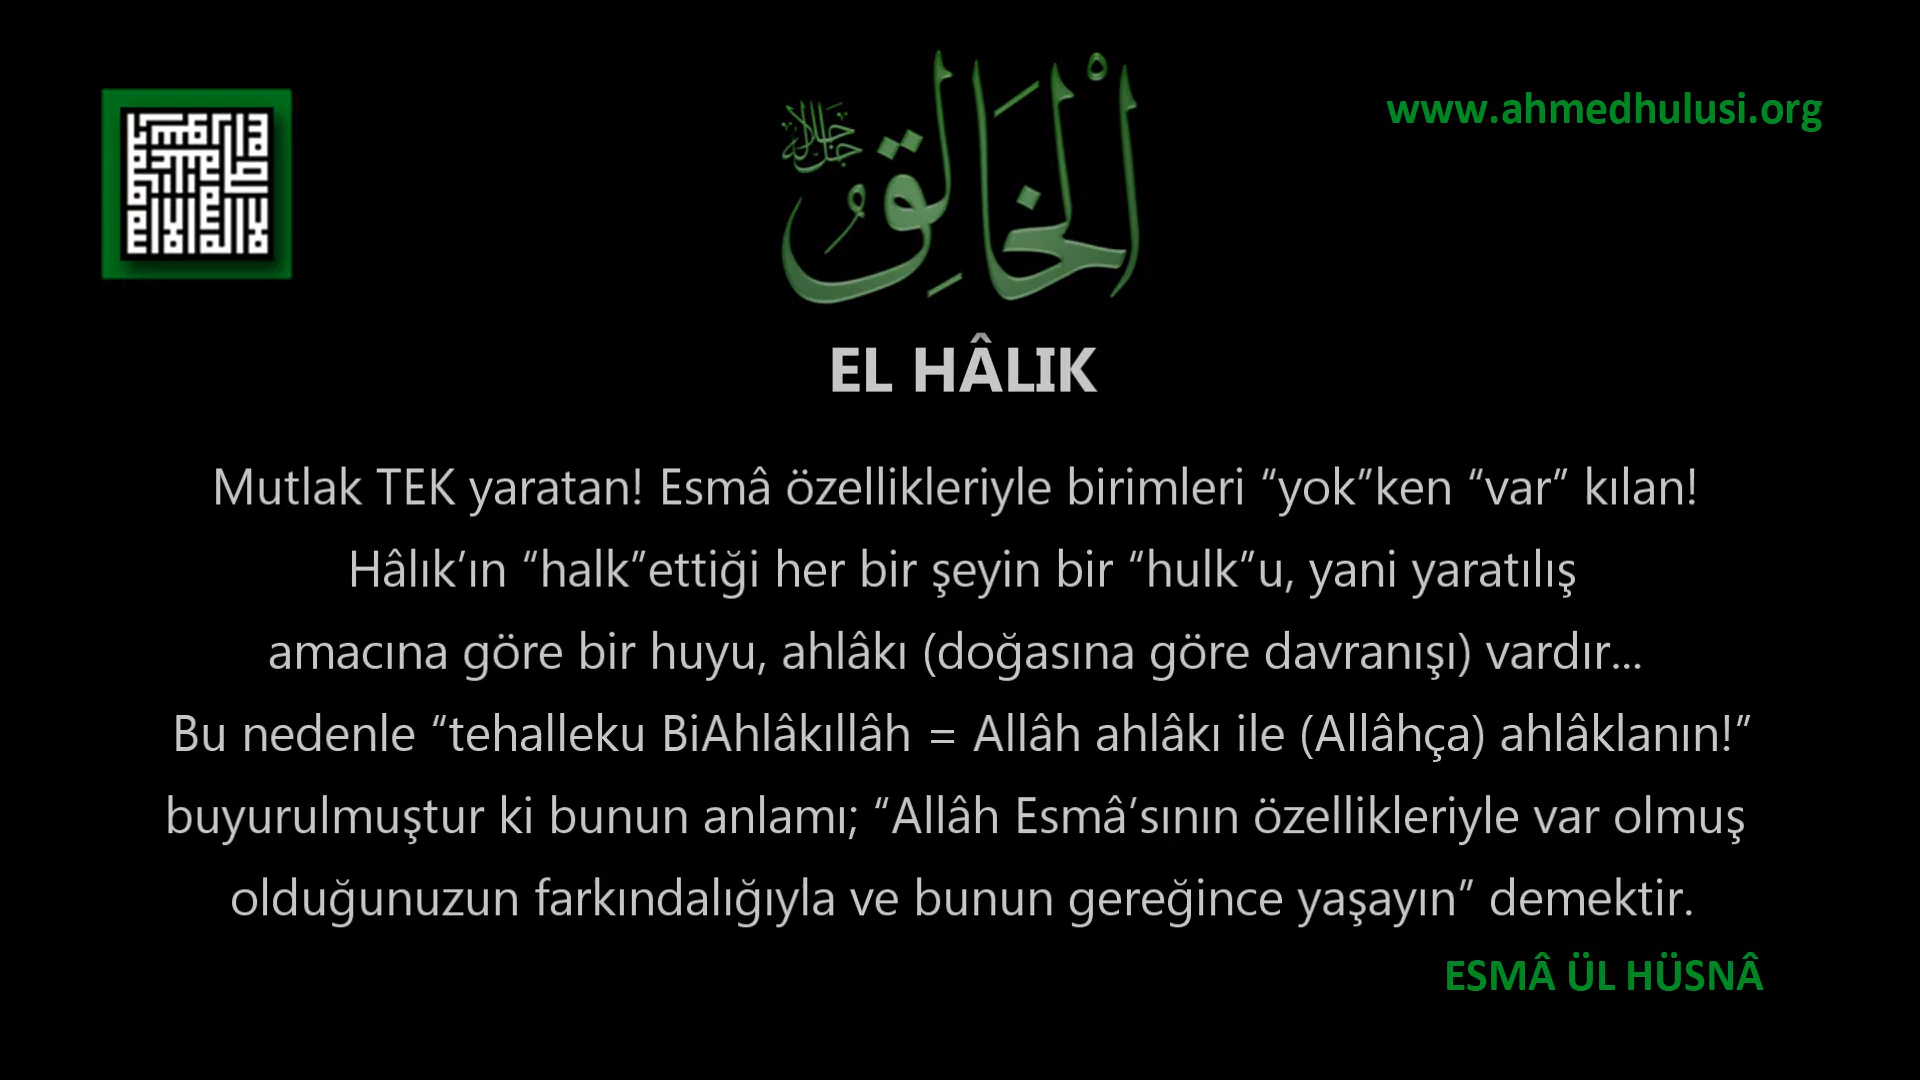 www.ahmedhulusi.org
الْخَالِقُ
جل جلاله
EL HÂLIK
Mutlak TEK yaratan! Esmâ özellikleriyle birimleri “yok”ken “var” kılan!
Hâlık’ın “halk”ettiği her bir şeyin bir “hulk”u, yani yaratılış
amacına göre bir huyu, ahlâkı (doğasına göre davranışı) vardır...
Bu nedenle “tehalleku BiAhlâkıllâh = Allâh ahlâkı ile (Allâhça) ahlâklanın!”
buyurulmuştur ki bunun anlamı; “Allâh Esmâ’sının özellikleriyle var olmuş
olduğunuzun farkındalığıyla ve bunun gereğince yaşayın” demektir.
ESMÂ ÜL HÜSNÂ